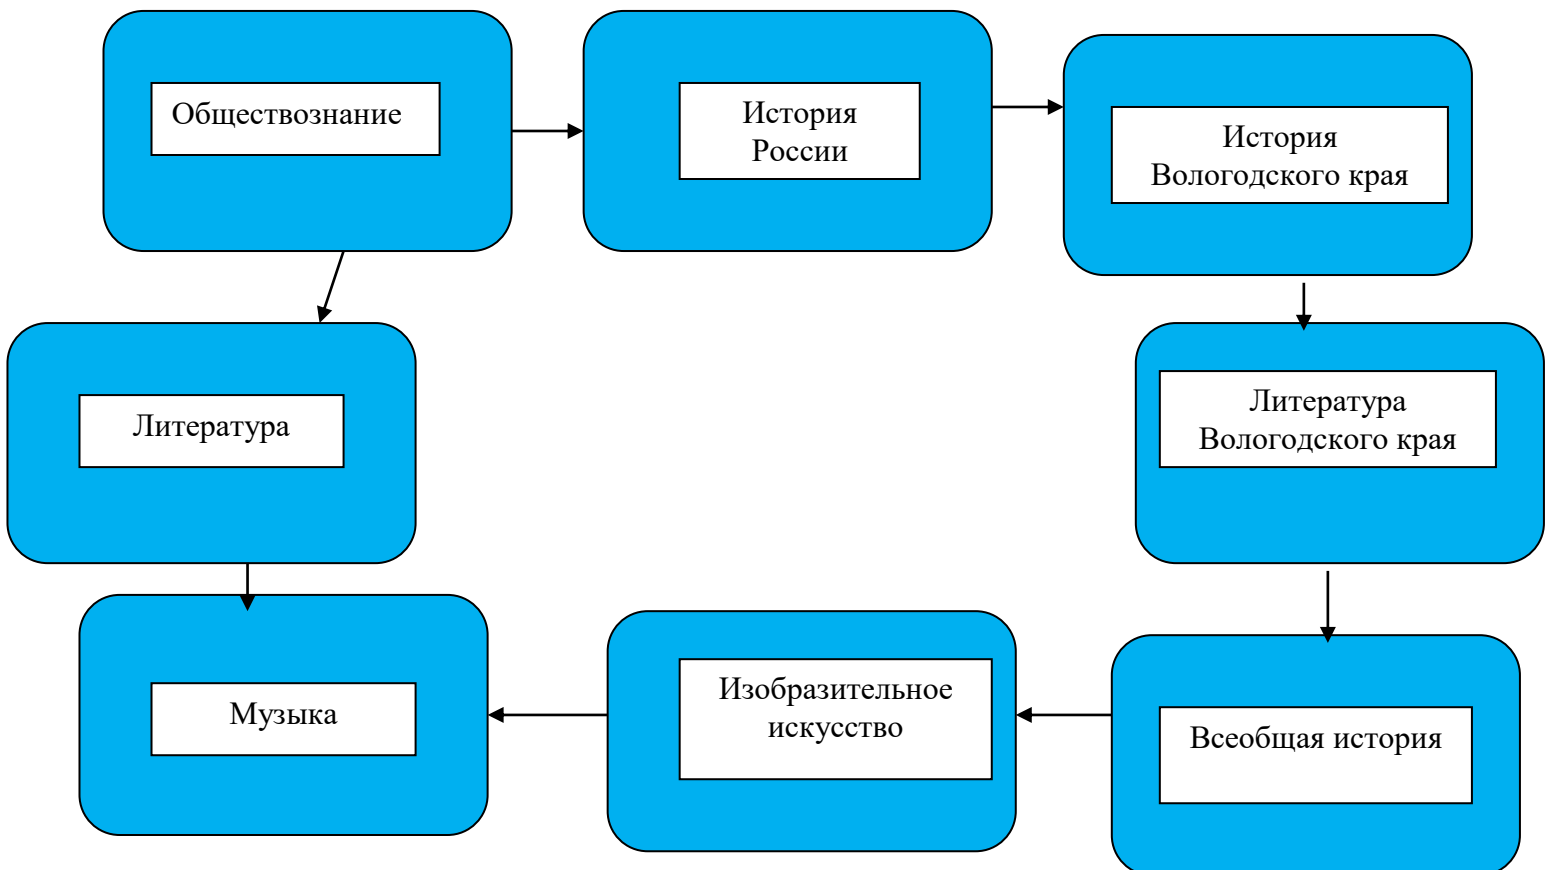 Обществознание
История
России
История
Вологодского края
Литература
Литература
Вологодского края
Музыка
Изобразительное
искусство
Всеобщая история